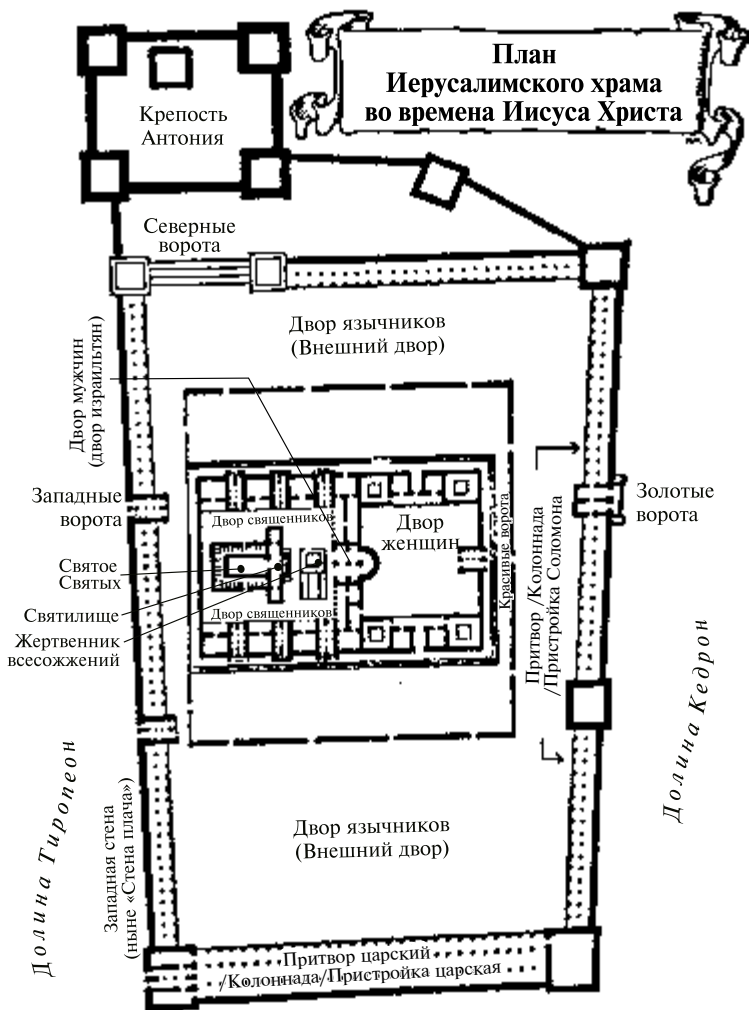 План
Иерусалимского храма
во времена Иисуса Христа
Крепость
Антония
Северные
ворота
Двор язычников
(Внешний двор)
Двор мужчин
(двор израильтян)
Западные
ворота
Золотые
ворота
Двор священников
Двор
женщин
Красивые ворота
Притвор /Колоннада
/Пристройка Соломона
Святое
Святых
Святилище
Двор священников
Жертвенник
всесожжений
Долина Кедрон
Долина Тиропеон
Западная стена
(ныне «Стена плача»)
Двор язычников
(Внешний двор)
Притвор царский
/Колоннада/Пристройка царская